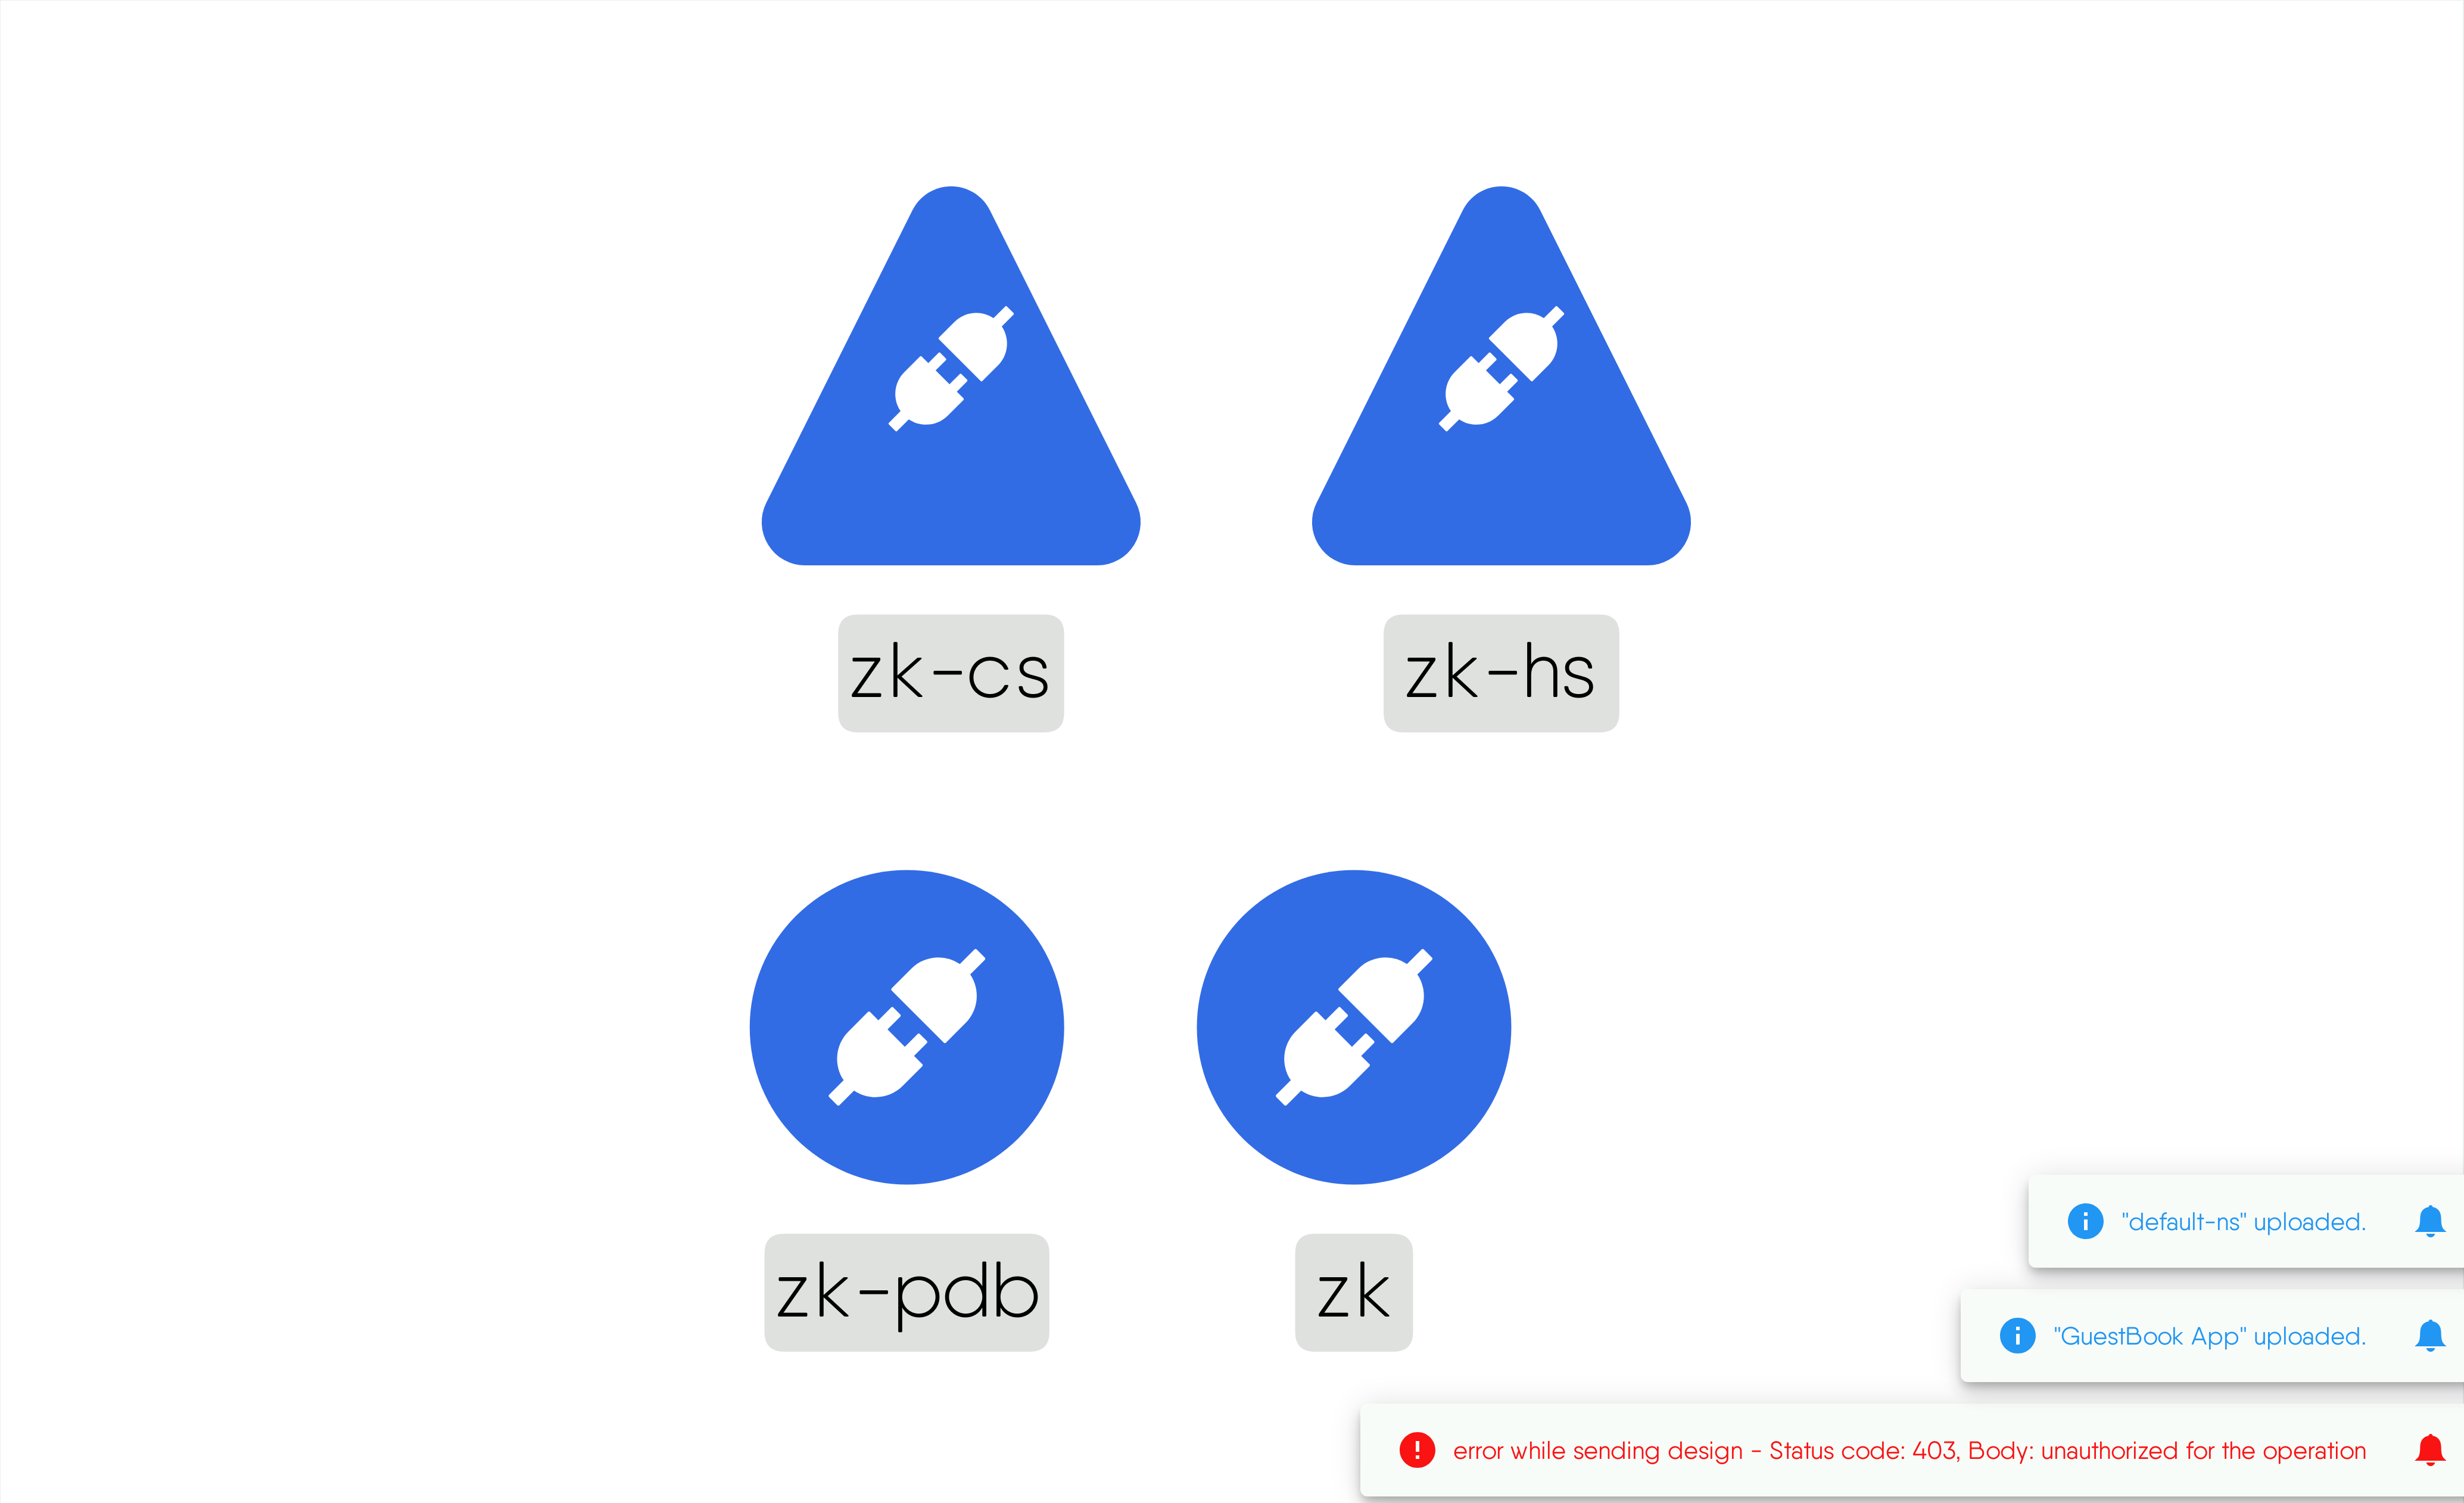 zk-cs
zk-hs
zk-pdb
zk
"default-ns" uploaded.
"GuestBook App" uploaded.
error while sending design - Status code: 403, Body: unauthorized for the operation